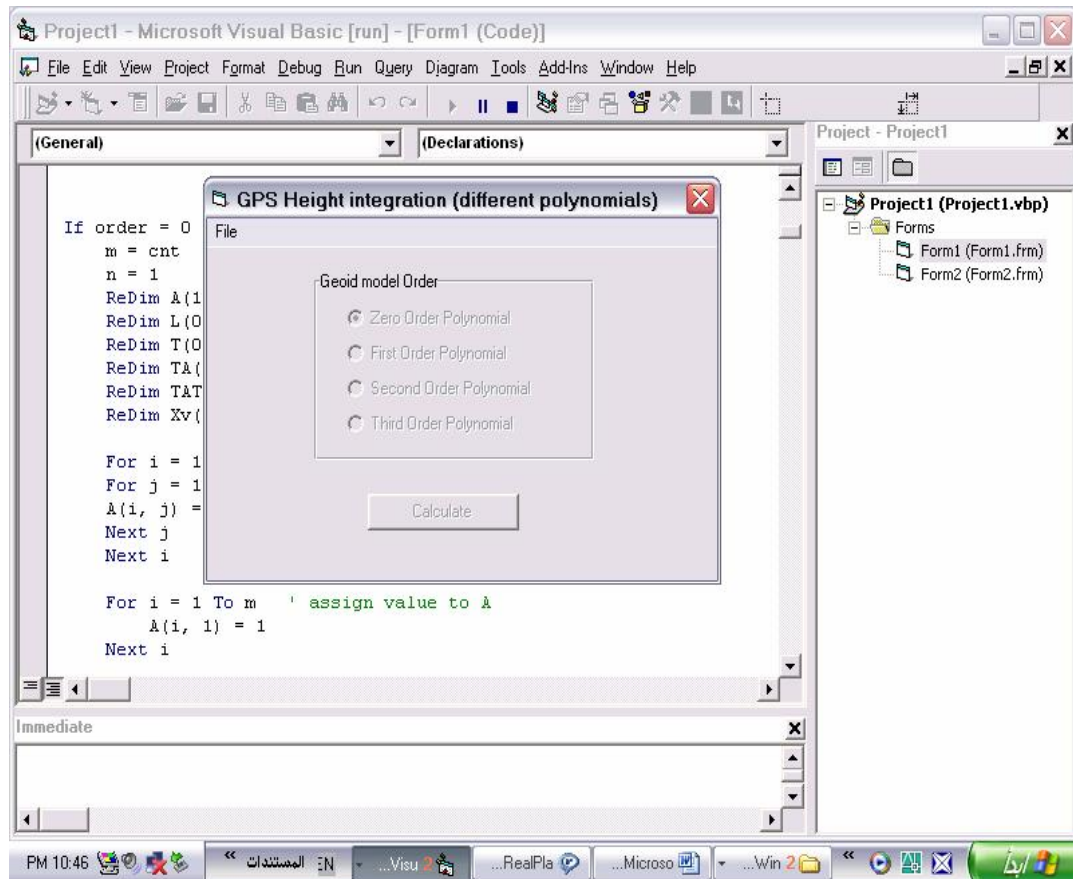 Project1 - Microsoft Visual Basic [run] - [Form1 (Code)]
File Edit View Project Format Debug Run Query Diagram Tools Add-Ins Window Help
(General) (Declarations)
If order = 0
m = cnt
n = 1
ReDim A(1
ReDim L(0
ReDim T(0
ReDim TA(
ReDim TAT
ReDim Xv(
For i = 1
For j = 1
A(i, j) =
Next j
Next i
For i = 1 To m ' assign value to A
A(i, 1) = 1
Next i
GPS Height integration (different polynomials)
File
Geoid model Order
Zero Order Polynomial
First Order Polynomial
Second Order Polynomial
Third Order Polynomial
Calculate
Project - Project1
Project1 (Project1.vbp)
Forms
Form1 (Form1.frm)
Form2 (Form2.frm)
Immediate
PM 10:46 » المستندات EN ...Visu 2 ...RealPla ...Microso ...Win 2 » ابدأ